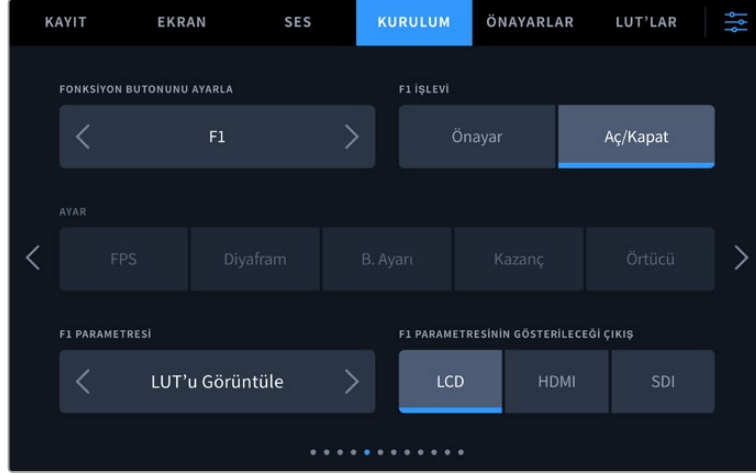 KAYIT EKRAN SES KURULUM ÖNAYARLAR LUT'LAR
FONKSİYON BUTONUNU AYARLA F1 İŞLEVİ
F1 Önayar Aç/Kapat
AYAR
FPS Diyafram B. Ayarı Kazanç Örtücü
F1 PARAMETRESİ F1 PARAMETRESİNİN GÖSTERİLECEĞİ ÇIKIŞ
LUT'u Görüntüle LCD HDMI SDI